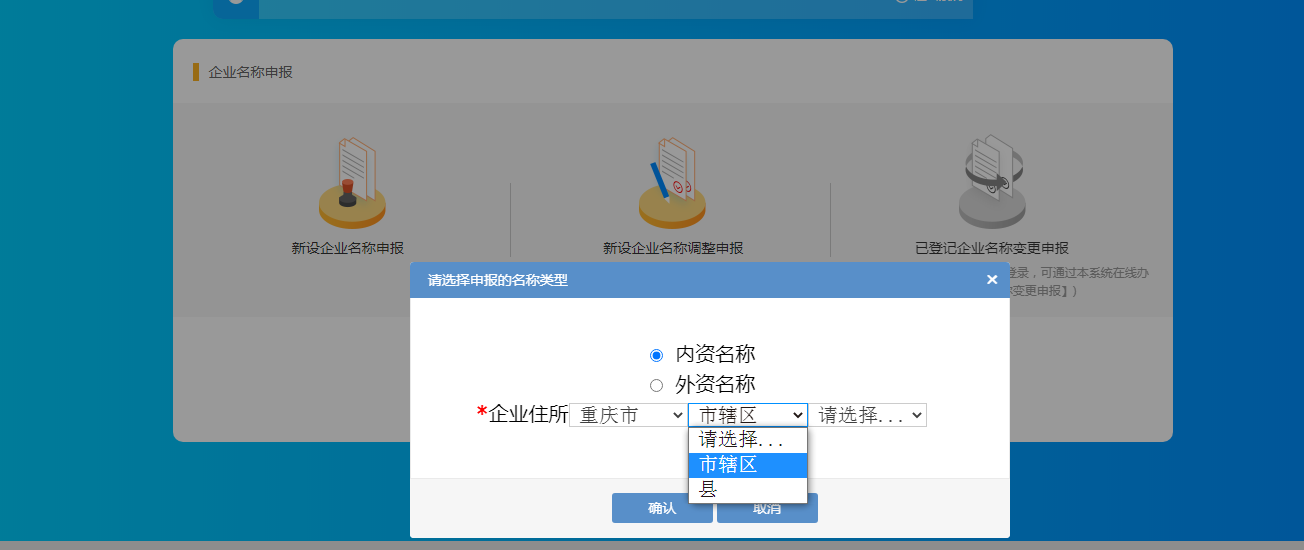 企业名称申报
新设企业名称申报
新设企业名称调整申报
已登记企业名称变更申报
登录，可通过本系统在线办
变更申报】)
请选择申报的名称类型
×
内资名称
外资名称
*企业住所 重庆市 市辖区 请选择...
请选择...
市辖区
县
确认 取消